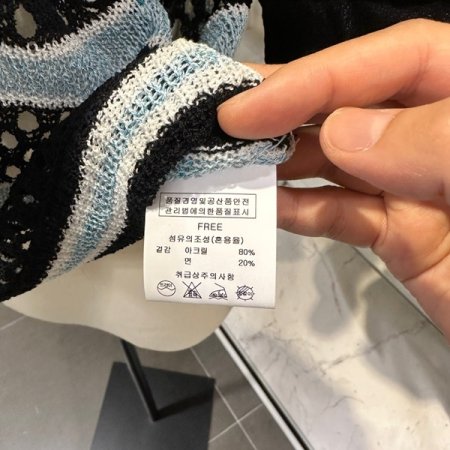 품질경영및공산품안전
관리법에의한품질표시
FREE
섬유의조성(혼용율)
겉감 아크릴 80%
면 20%
취급상주의사항